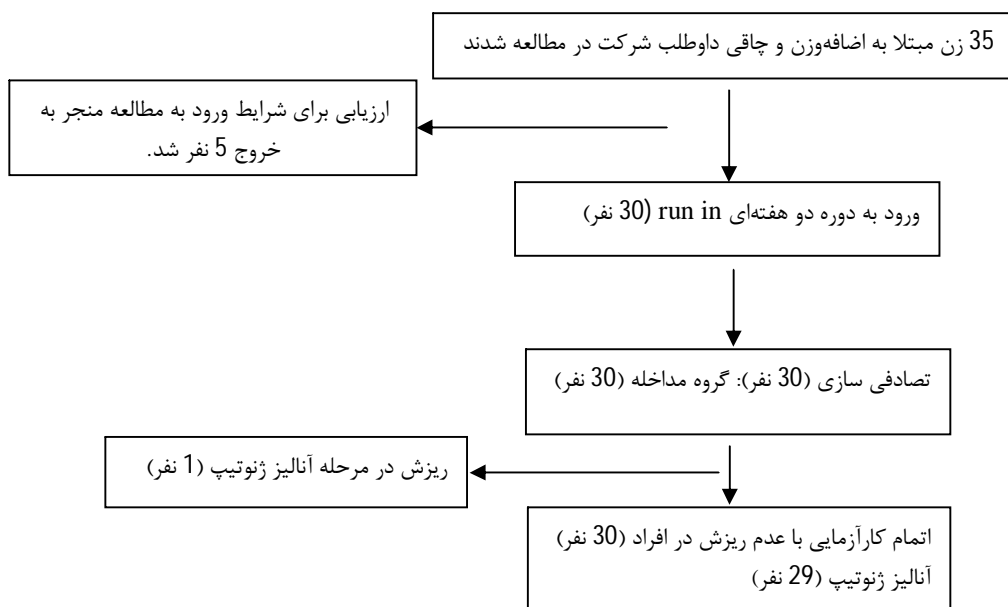 35 زن مبتلا به اضافه‌وزن و چاقی داوطلب شرکت در مطالعه شدند
ارزیابی برای شرایط ورود به مطالعه منجر به
خروج 5 نفر شد.
ورود به دوره دو هفته‌ای run in (30 نفر)
تصادفی سازی (30 نفر): گروه مداخله (30 نفر)
ریزش در مرحله آنالیز ژنوتیپ (1 نفر)
اتمام کارآزمایی با عدم ریزش در افراد (30 نفر)
آنالیز ژنوتیپ (29 نفر)